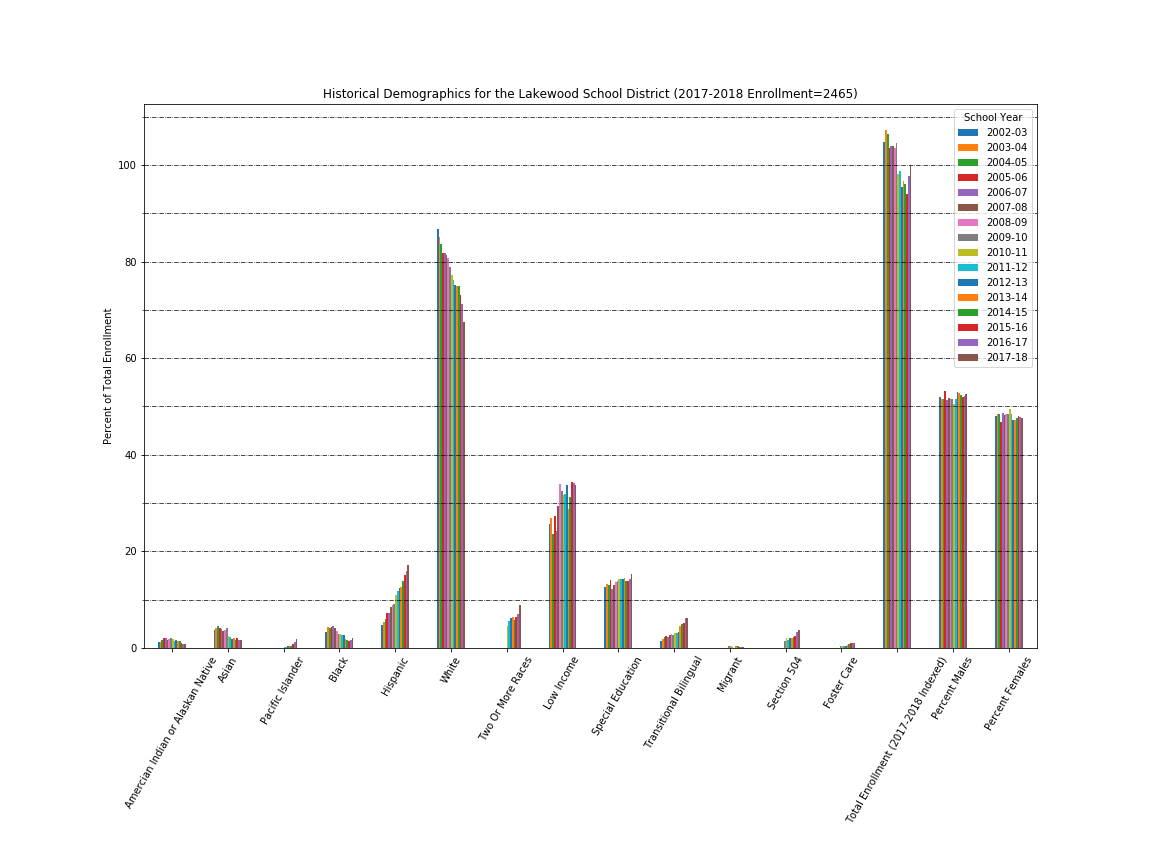 Historical Demographics for the Lakewood School District (2017-2018 Enrollment=2465)
Percent of Total Enrollment
100
80
60
40
20
0
School Year
2002-03
2003-04
2004-05
2005-06
2006-07
2007-08
2008-09
2009-10
2010-11
2011-12
2012-13
2013-14
2014-15
2015-16
2016-17
2017-18
Amercian Indian or Alaskan Native
Asian
Pacific Islander
Black
Hispanic
White
Two Or More Races
Low Income
Special Education
Transitional Bilingual
Migrant
Section 504
Foster Care
Total Enrollment (2017-2018 Indexed)
Percent Males
Percent Females